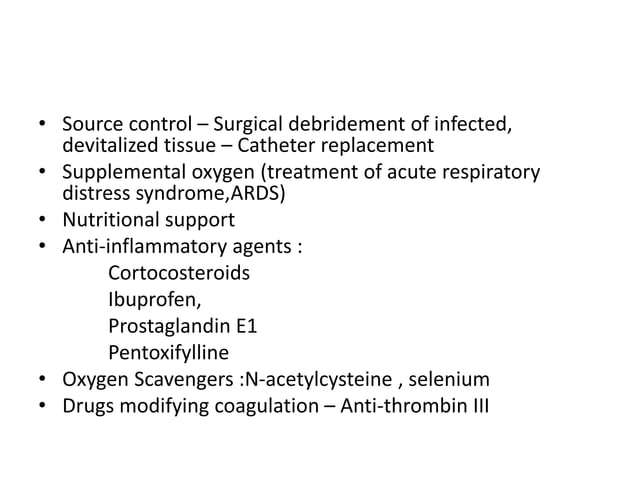 • Source control – Surgical debridement of infected,
devitalized tissue – Catheter replacement
• Supplemental oxygen (treatment of acute respiratory
distress syndrome,ARDS)
• Nutritional support
• Anti-inflammatory agents :
Cortocosteroids
Ibuprofen,
Prostaglandin E1
Pentoxifylline
• Oxygen Scavengers :N-acetylcysteine , selenium
• Drugs modifying coagulation – Anti-thrombin III